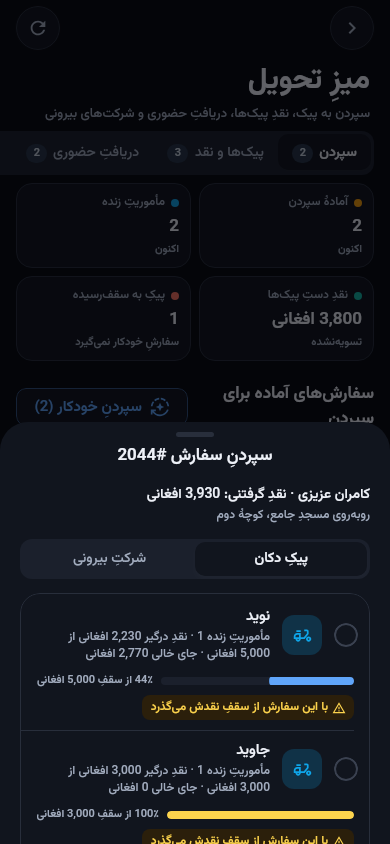 میزِ تحویل
سپردن به پیک، نقدِ پیک‌ها، دریافتِ حضوری و شرکت‌های بیرونی
سپردن 2
پیک‌ها و نقد 3
دریافتِ حضوری 2
آمادهٔ سپردن
2
اکنون
مأموریتِ زنده
2
اکنون
نقدِ دستِ پیک‌ها
3,800 افغانی
تسویه‌نشده
پیکِ به سقف‌رسیده
1
سفارشِ خودکار نمی‌گیرد
سفارش‌های آماده برای
سپردن
سپردنِ خودکار (2)
سپردنِ سفارش #2044
کامران عزیزی · نقدِ گرفتنی: 3,930 افغانی
روبه‌روی مسجدِ جامع، کوچهٔ دوم
پیکِ دکان
شرکتِ بیرونی
نوید
مأموریتِ زنده 1 · نقدِ درگیر 2,230 افغانی از
5,000 افغانی · جای خالی 2,770 افغانی
44٪ از سقفِ 5,000 افغانی
با این سفارش از سقفِ نقدش می‌گذرد
جاوید
مأموریتِ زنده 1 · نقدِ درگیر 3,000 افغانی از
3,000 افغانی · جای خالی 0 افغانی
100٪ از سقفِ 3,000 افغانی
با این سفارش از سقفِ نقدش می‌گذرد